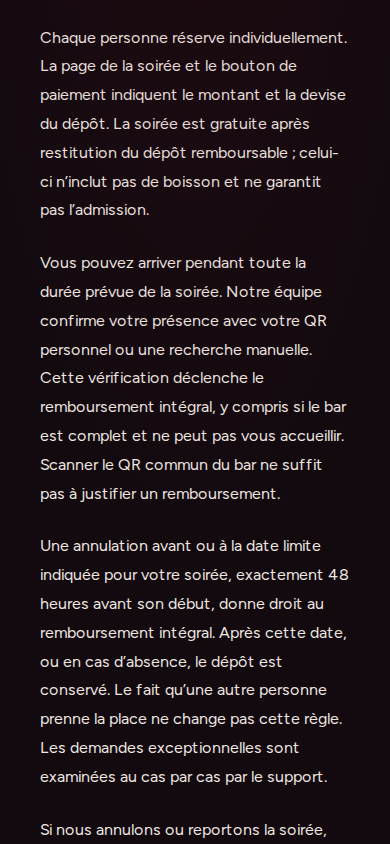 Chaque personne réserve individuellement.
La page de la soirée et le bouton de
paiement indiquent le montant et la devise
du dépôt. La soirée est gratuite après
restitution du dépôt remboursable ; celui-
ci n’inclut pas de boisson et ne garantit
pas l’admission.
Vous pouvez arriver pendant toute la
durée prévue de la soirée. Notre équipe
confirme votre présence avec votre QR
personnel ou une recherche manuelle.
Cette vérification déclenche le
remboursement intégral, y compris si le bar
est complet et ne peut pas vous accueillir.
Scanner le QR commun du bar ne suffit
pas à justifier un remboursement.
Une annulation avant ou à la date limite
indiquée pour votre soirée, exactement 48
heures avant son début, donne droit au
remboursement intégral. Après cette date,
ou en cas d’absence, le dépôt est
conservé. Le fait qu’une autre personne
prenne la place ne change pas cette règle.
Les demandes exceptionnelles sont
examinées au cas par cas par le support.
Si nous annulons ou reportons la soirée,